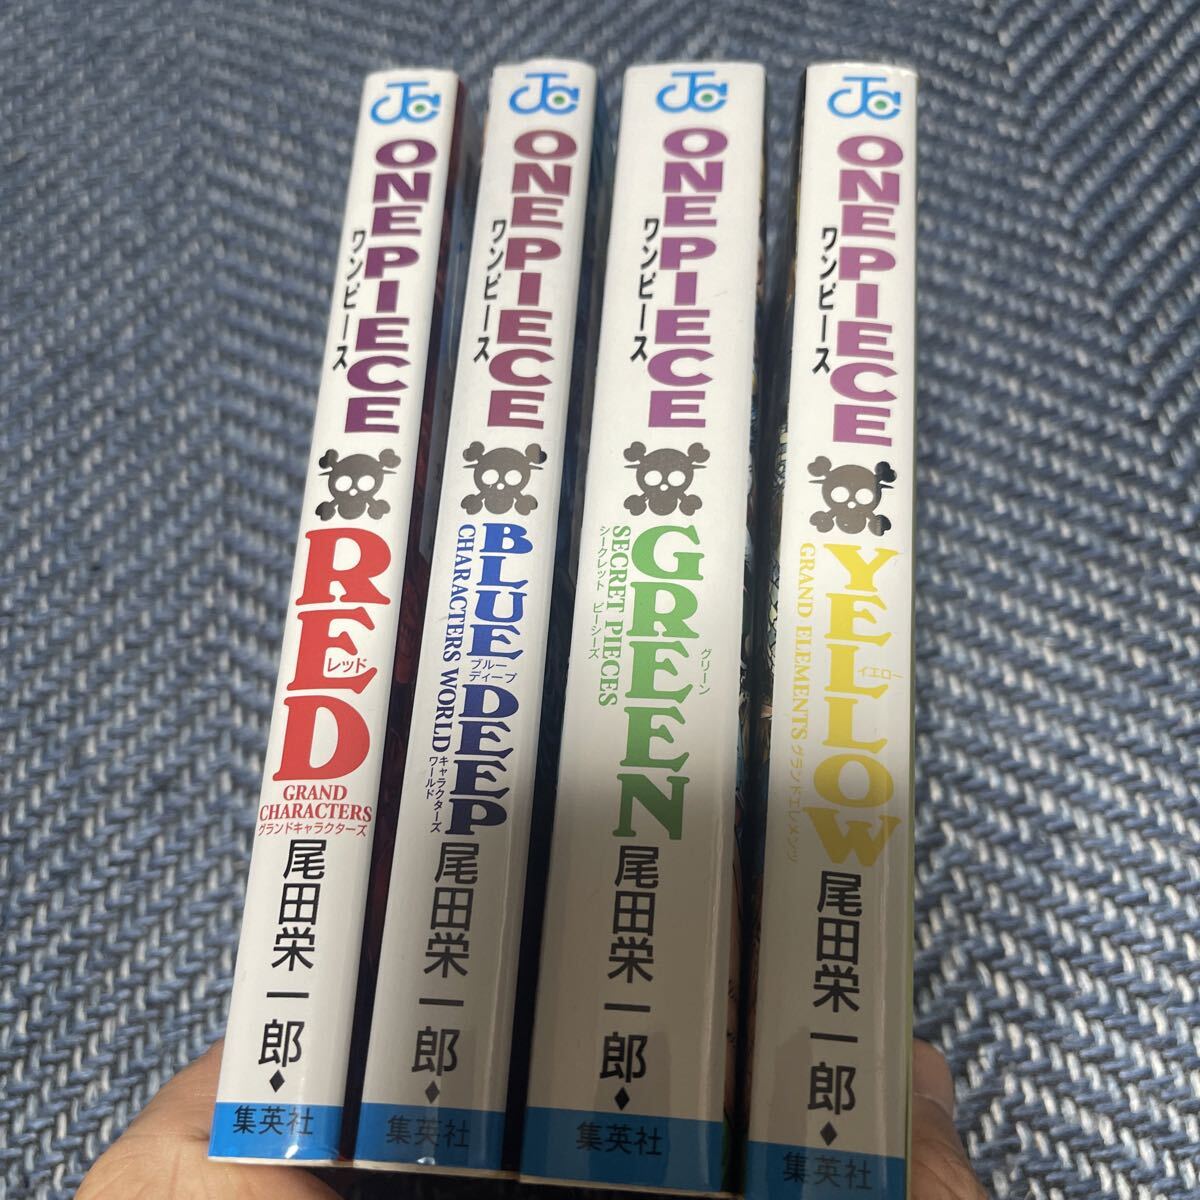 JC
ONE PIECE
ワンピース
RED
レッド
GRAND
CHARACTERS
グランドキャラクターズ
尾田栄一郎
集英社
JC
ONE PIECE
ワンピース
BLUE DEEP
ブルー
ディープ
CHARACTERS WORLD
キャラクターズ
ワールド
尾田栄一郎
集英社
JC
ONE PIECE
ワンピース
GREEN
グリーン
SECRET PIECES
シークレット ピーシーズ
尾田栄一郎
集英社
JC
ONE PIECE
ワンピース
YELLOW
イエロー
GRAND ELEMENTS
グランドエレメンツ
尾田栄一郎
集英社